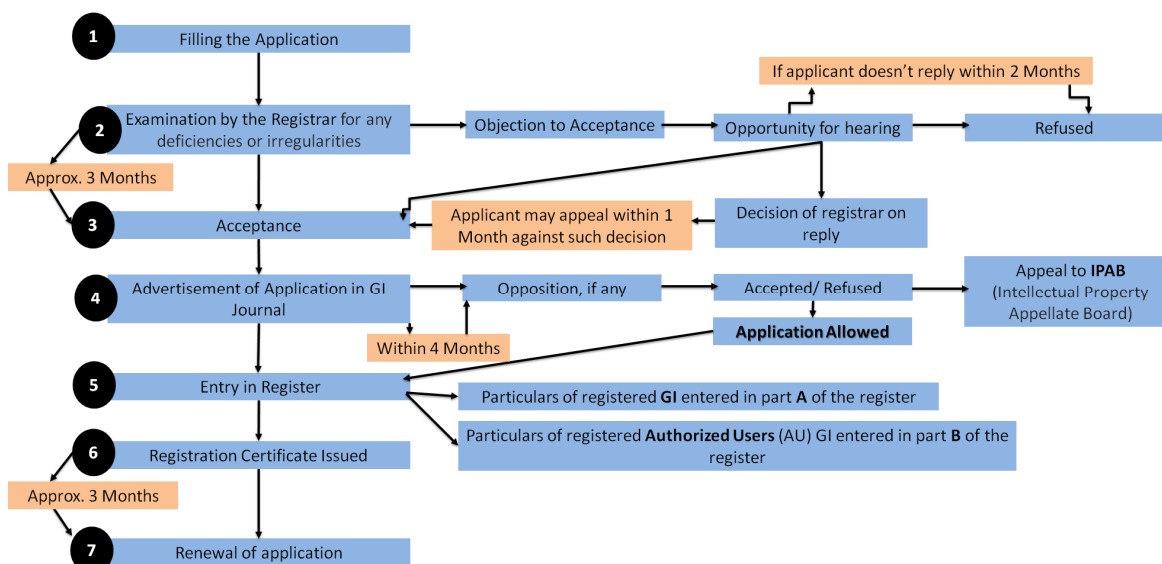 1
Filling the Application
If applicant doesn't reply within 2 Months
2
Examination by the Registrar for any
deficiencies or irregularities
Objection to Acceptance
Opportunity for hearing
Refused
Approx. 3 Months
3
Acceptance
Applicant may appeal within 1
Month against such decision
Decision of registrar on
reply
4
Advertisement of Application in GI
Journal
Opposition, if any
Accepted/ Refused
Appeal to IPAB
(Intellectual Property
Appellate Board)
Within 4 Months
Application Allowed
5
Entry in Register
Particulars of registered GI entered in part A of the register
Particulars of registered Authorized Users (AU) GI entered in part B of the
register
6
Registration Certificate Issued
Approx. 3 Months
7
Renewal of application